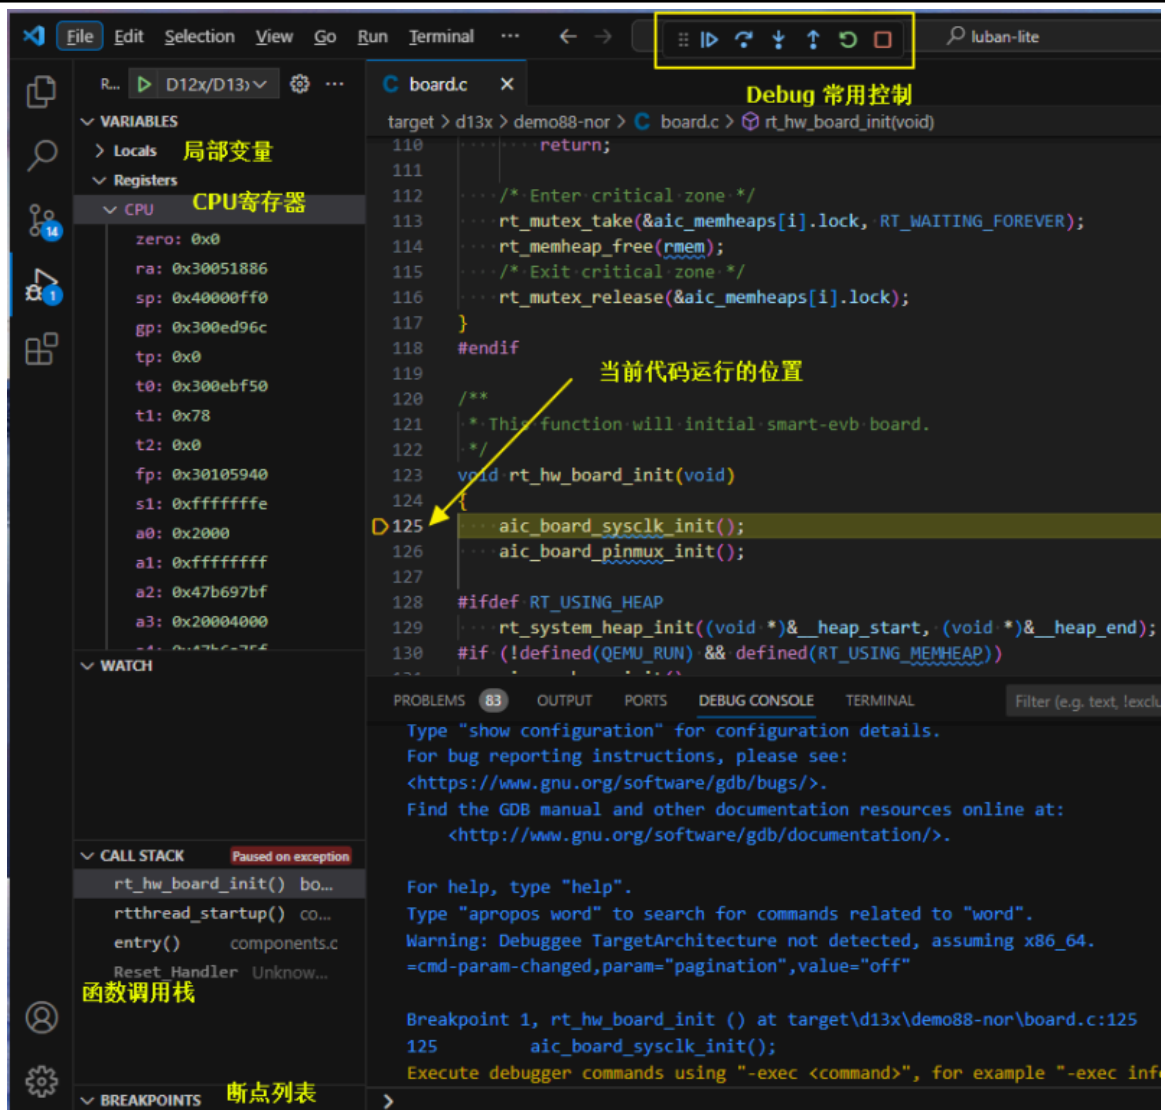 File Edit Selection View Go Run Terminal ··· luban-lite
Debug 常用控制
R... D12x/D13x ···
VARIABLES
Locals 局部变量
Registers
CPU CPU寄存器
zero: 0x0
ra: 0x30051886
sp: 0x40000ff0
gp: 0x300ed96c
tp: 0x0
t0: 0x300ebf50
t1: 0x78
t2: 0x0
fp: 0x30105940
s1: 0xfffffffe
a0: 0x2000
a1: 0xffffffff
a2: 0x47b697bf
a3: 0x20004000
WATCH
CALL STACK Paused on exception
rt_hw_board_init() bo...
rtthread_startup() co...
entry() components.c
Reset_Handler Unknow...
函数调用栈
BREAKPOINTS 断点列表
14
1
C board.c
target > d13x > demo88-nor > C board.c > rt_hw_board_init(void)
110 return;
111
112 /* Enter critical zone */
113 rt_mutex_take(&aic_memheaps[i].lock, RT_WAITING_FOREVER);
114 rt_memheap_free(rmem);
115 /* Exit critical zone */
116 rt_mutex_release(&aic_memheaps[i].lock);
117 }
118 #endif
119
当前代码运行的位置
120 /**
121 * This function will initial smart-evb board.
122 */
123 void rt_hw_board_init(void)
124 {
125 aic_board_sysclk_init();
126 aic_board_pinmux_init();
127
128 #ifdef RT_USING_HEAP
129 rt_system_heap_init((void *)&__heap_start, (void *)&__heap_end);
130 #if (!defined(QEMU_RUN) && defined(RT_USING_MEMHEAP))
PROBLEMS 83 OUTPUT PORTS DEBUG CONSOLE TERMINAL Filter (e.g. text, !exclu
Type "show configuration" for configuration details.
For bug reporting instructions, please see:
<https://www.gnu.org/software/gdb/bugs/>.
Find the GDB manual and other documentation resources online at:
<http://www.gnu.org/software/gdb/documentation/>.
For help, type "help".
Type "apropos word" to search for commands related to "word".
Warning: Debuggee TargetArchitecture not detected, assuming x86_64.
=cmd-param-changed,param="pagination",value="off"
Breakpoint 1, rt_hw_board_init () at target\d13x\demo88-nor\board.c:125
125 aic_board_sysclk_init();
Execute debugger commands using "-exec <command>", for example "-exec info